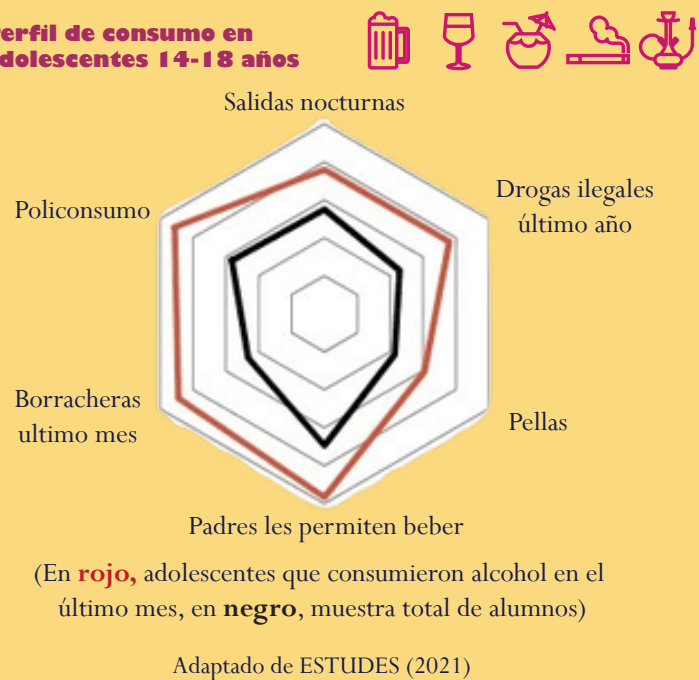 erfil de consumo en
dolescentes 14-18 años
Salidas nocturnas
Policonsumo
Drogas ilegales
último año
Borracheras
ultimo mes
Pellas
Padres les permiten beber
(En rojo, adolescentes que consumieron alcohol en el
último mes, en negro, muestra total de alumnos)
Adaptado de ESTUDES (2021)